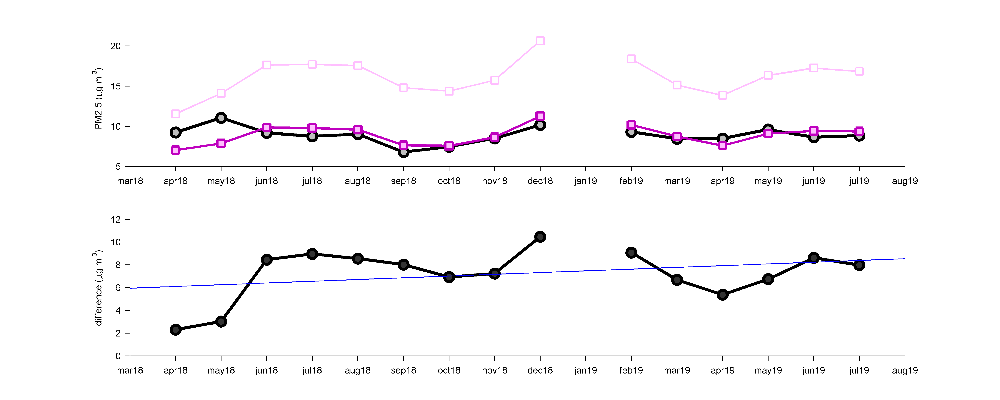 20
15
10
5
PM2.5 (µg m-3)
mar18 apr18 may18 jun18 jul18 aug18 sep18 oct18 nov18 dec18 jan19 feb19 mar19 apr19 may19 jun19 jul19 aug19
12
10
8
6
4
2
0
difference (µg m-3)
mar18 apr18 may18 jun18 jul18 aug18 sep18 oct18 nov18 dec18 jan19 feb19 mar19 apr19 may19 jun19 jul19 aug19